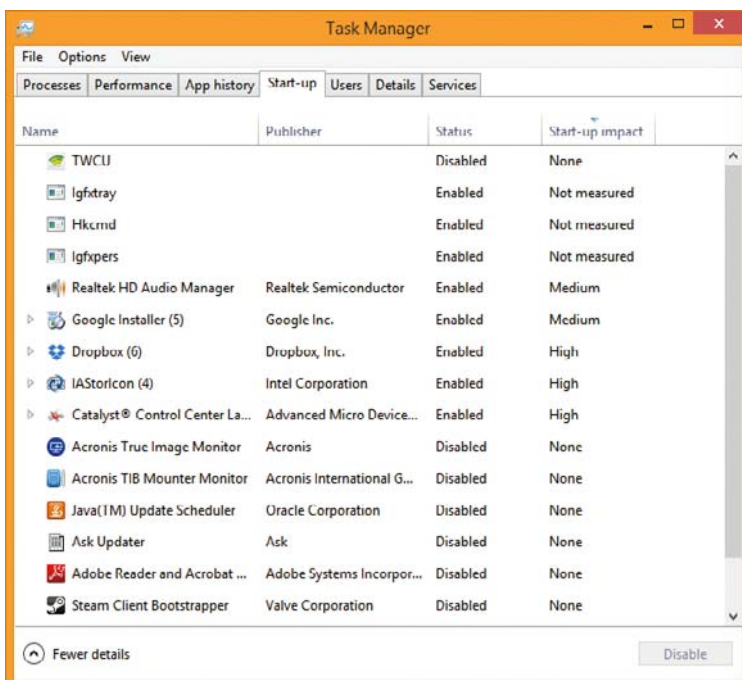 Task Manager
File Options View
Processes Performance App history Start-up Users Details Services
Name Publisher Status Start-up impact
TWCU Disabled None
Igfxtray Enabled Not measured
Hkcmd Enabled Not measured
Igfxpers Enabled Not measured
Realtek HD Audio Manager Realtek Semiconductor Enabled Medium
Google Installer (5) Google Inc. Enabled Medium
Dropbox (6) Dropbox, Inc. Enabled High
IAStorIcon (4) Intel Corporation Enabled High
Catalyst® Control Center La... Advanced Micro Device... Enabled High
Acronis True Image Monitor Acronis Disabled None
Acronis TIB Mounter Monitor Acronis International G... Disabled None
Java(TM) Update Scheduler Oracle Corporation Disabled None
Ask Updater Ask Disabled None
Adobe Reader and Acrobat ... Adobe Systems Incorpor... Disabled None
Steam Client Bootstrapper Valve Corporation Disabled None
Fewer details Disable